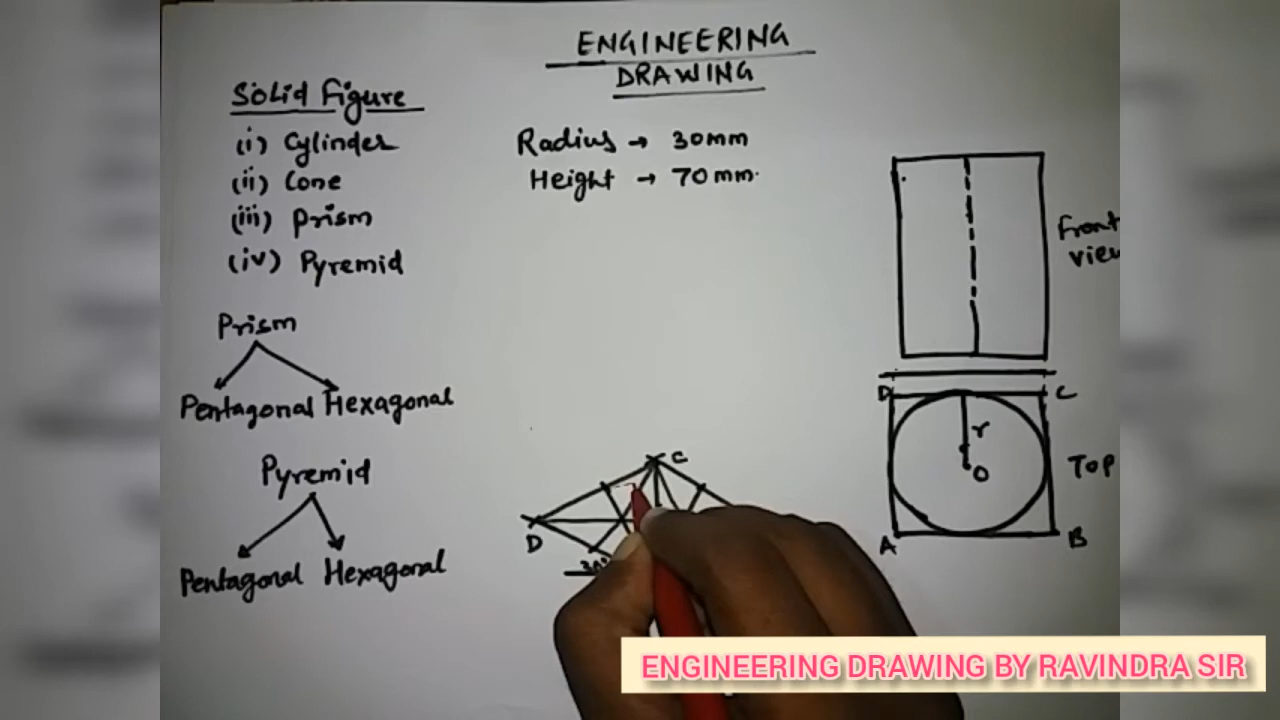 ENGINEERING
DRAWING
Solid Figure
(i) Cylinder
(ii) Cone
(iii) Prism
(iv) Pyremid
Radius → 30mm
Height → 70mm.
Prism
Pentagonal Hexagonal
Pyremid
Pentagonal Hexagonal
Front
view
D C
r
O
Top
A B
C
D
30°
ENGINEERING DRAWING BY RAVINDRA SIR